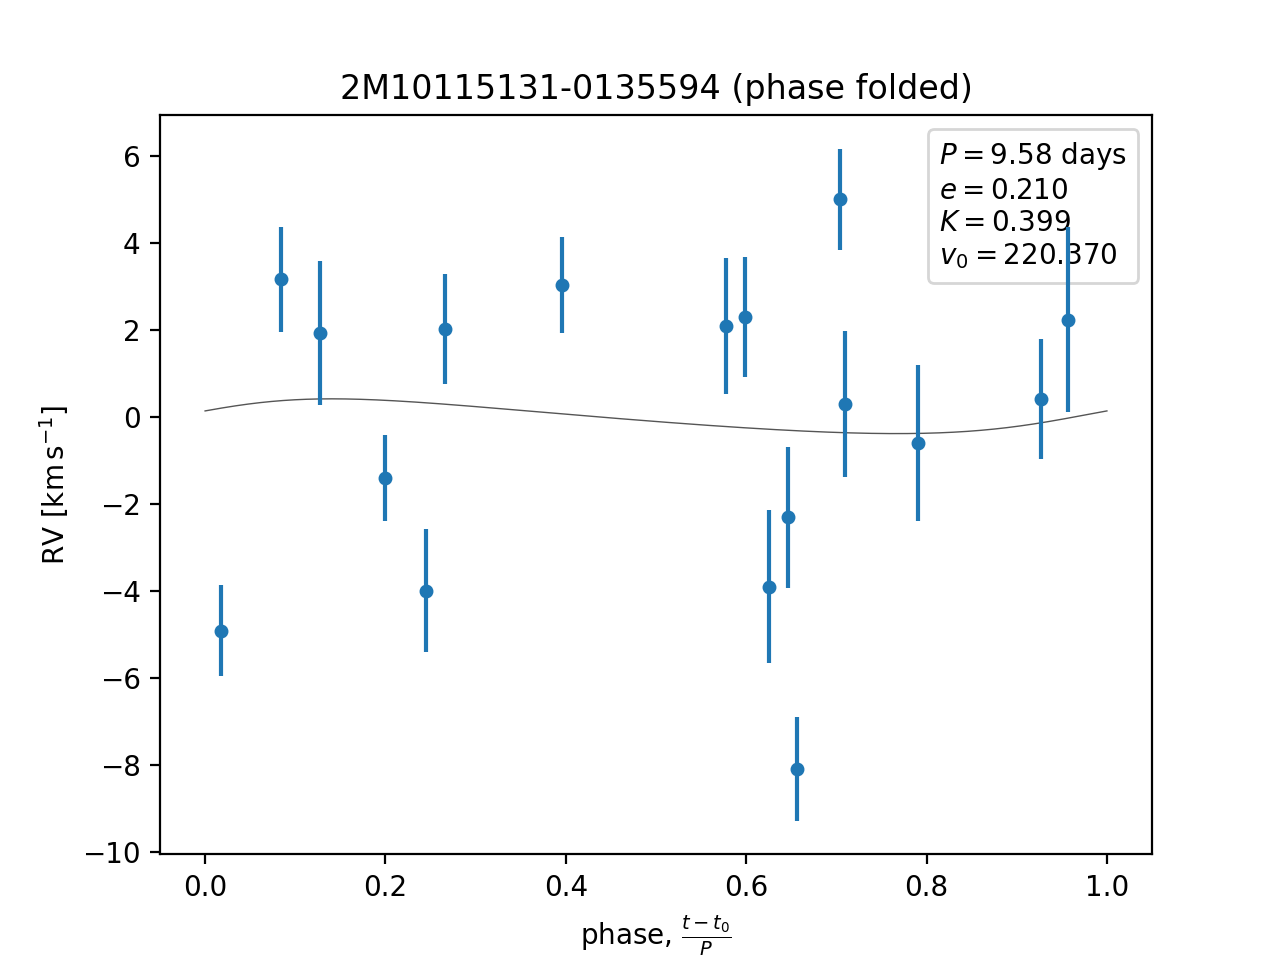 2M10115131-0135594 (phase folded)
P = 9.58 days
e = 0.210
K = 0.399
v₀ = 220.370
RV [km s⁻¹]
6
4
2
0
−2
−4
−6
−8
−10
0.0 0.2 0.4 0.6 0.8 1.0
phase, (t − t₀)/P